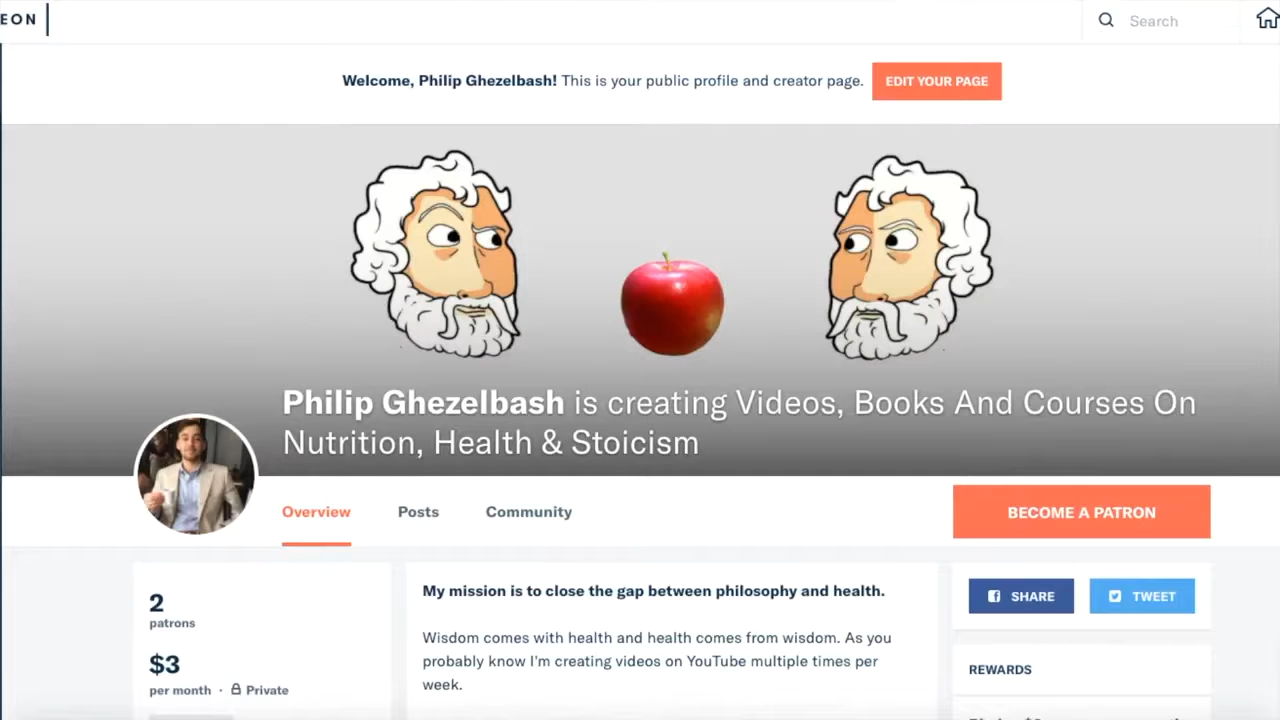 EON
Search
Welcome, Philip Ghezelbash! This is your public profile and creator page.
EDIT YOUR PAGE
Philip Ghezelbash is creating Videos, Books And Courses On
Nutrition, Health & Stoicism
Overview
Posts
Community
BECOME A PATRON
2
patrons
$3
per month · Private
My mission is to close the gap between philosophy and health.
Wisdom comes with health and health comes from wisdom. As you
probably know I'm creating videos on YouTube multiple times per
week.
SHARE
TWEET
REWARDS